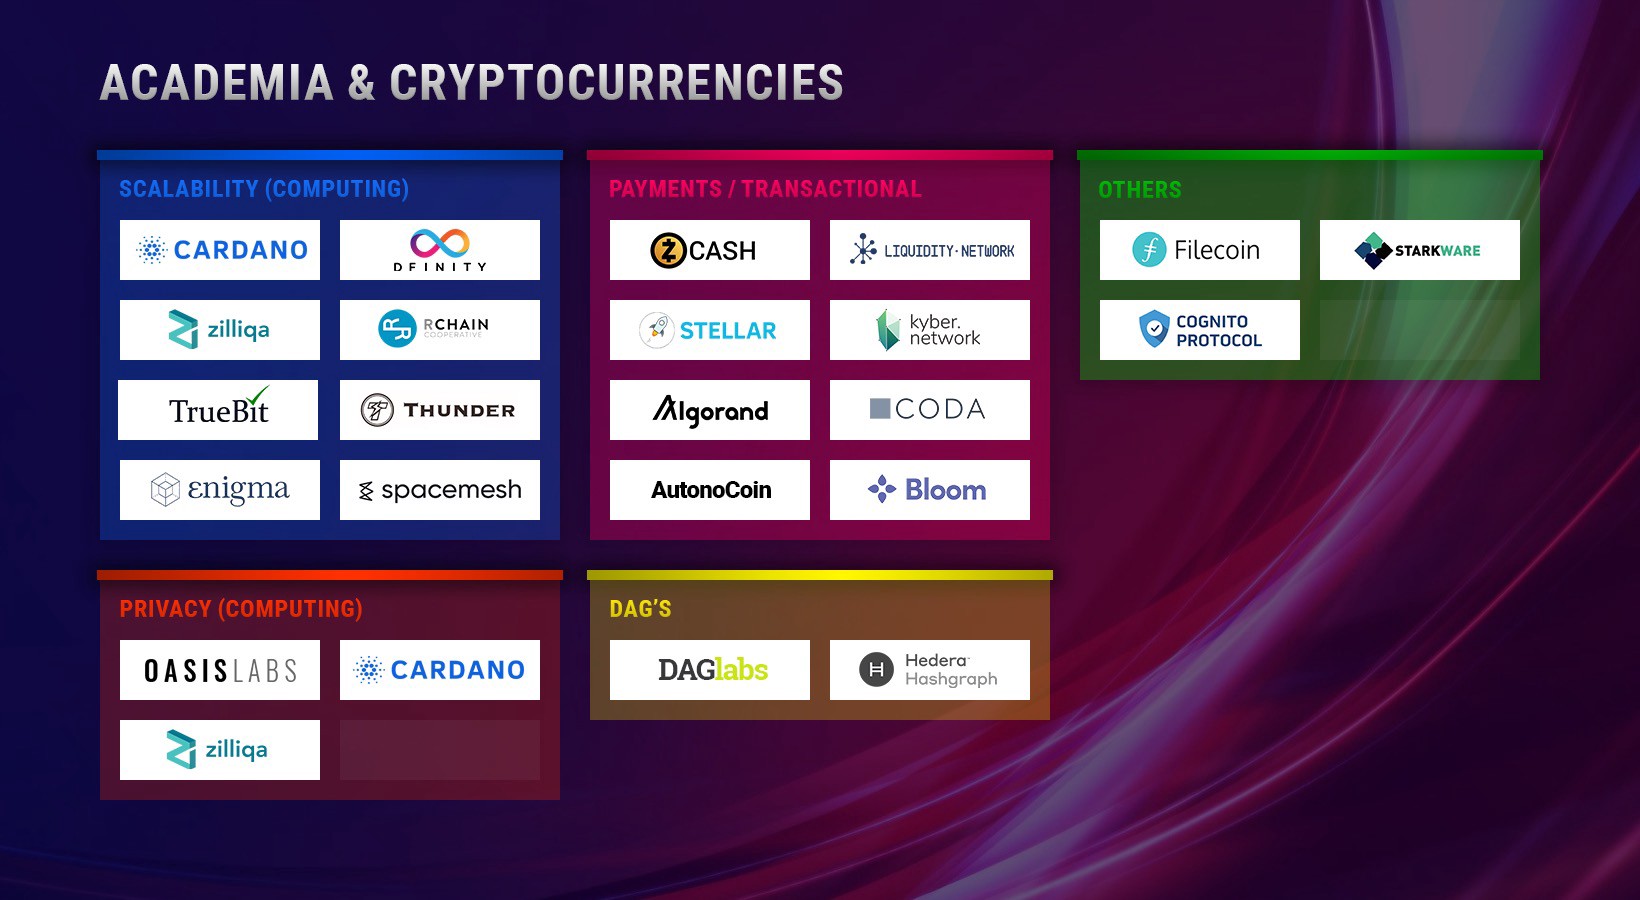 ACADEMIA & CRYPTOCURRENCIES
SCALABILITY (COMPUTING)
CARDANO
DFINITY
zilliqa
RCHAIN
COOPERATIVE
TrueBit
THUNDER
enigma
spacemesh
PAYMENTS / TRANSACTIONAL
ZCASH
LIQUIDITY·NETWORK
STELLAR
kyber.
network
Algorand
CODA
AutonoCoin
Bloom
OTHERS
Filecoin
STARKWARE
COGNITO
PROTOCOL
PRIVACY (COMPUTING)
OASISLABS
CARDANO
zilliqa
DAG'S
DAGlabs
Hedera™
Hashgraph